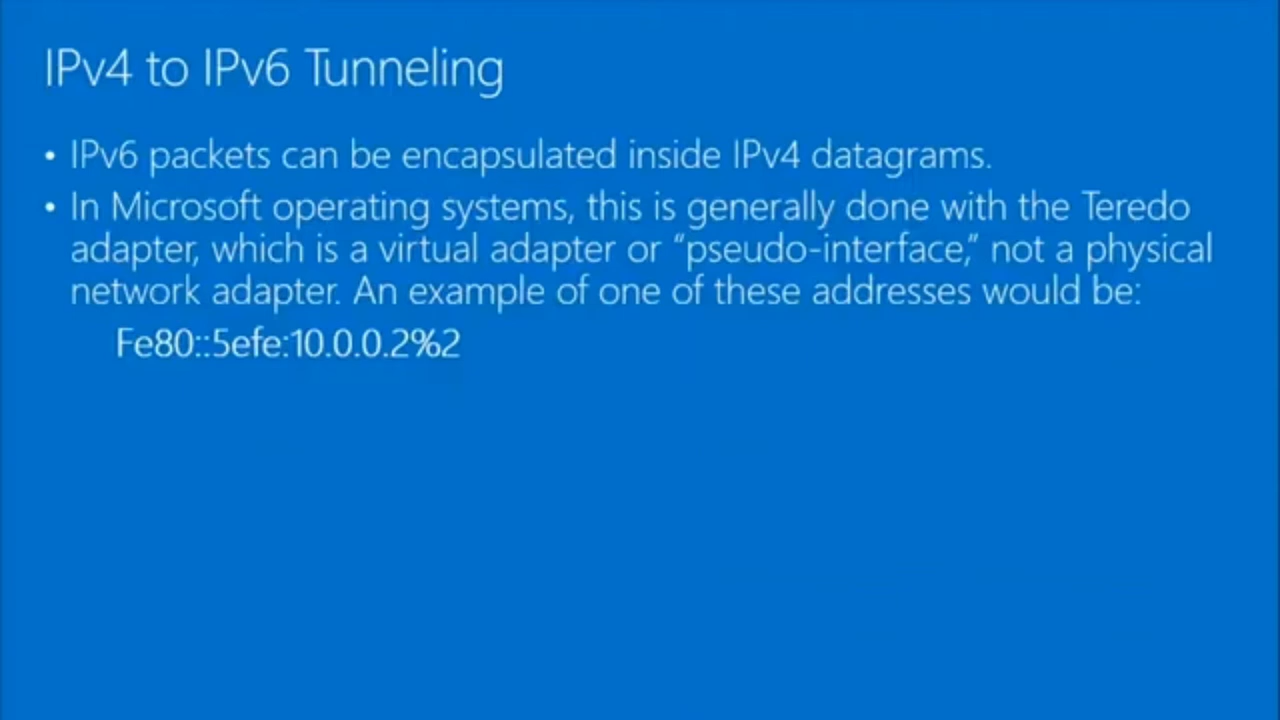 IPv4 to IPv6 Tunneling
• IPv6 packets can be encapsulated inside IPv4 datagrams.
• In Microsoft operating systems, this is generally done with the Teredo
adapter, which is a virtual adapter or “pseudo-interface,” not a physical
network adapter. An example of one of these addresses would be:
Fe80::5efe:10.0.0.2%2